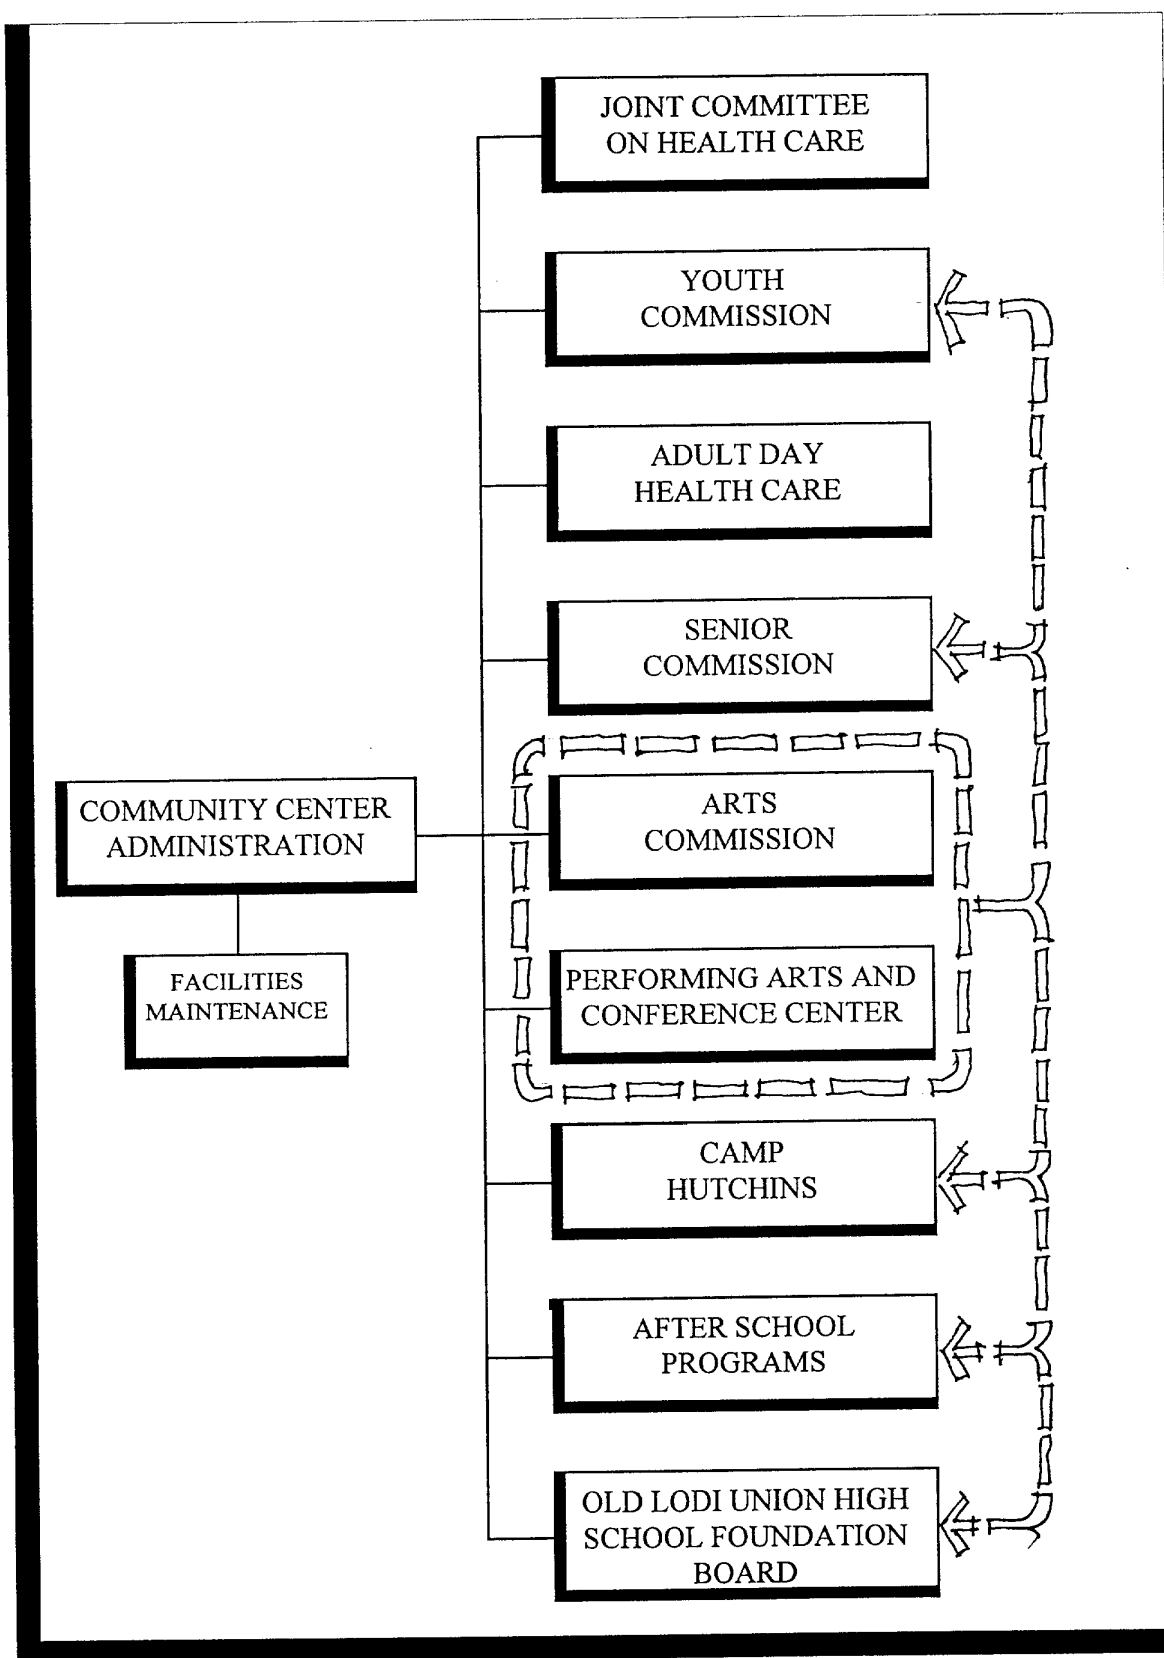 JOINT COMMITTEE
ON HEALTH CARE
YOUTH
COMMISSION
ADULT DAY
HEALTH CARE
SENIOR
COMMISSION
COMMUNITY CENTER
ADMINISTRATION
ARTS
COMMISSION
FACILITIES
MAINTENANCE
PERFORMING ARTS AND
CONFERENCE CENTER
CAMP
HUTCHINS
AFTER SCHOOL
PROGRAMS
OLD LODI UNION HIGH
SCHOOL FOUNDATION
BOARD